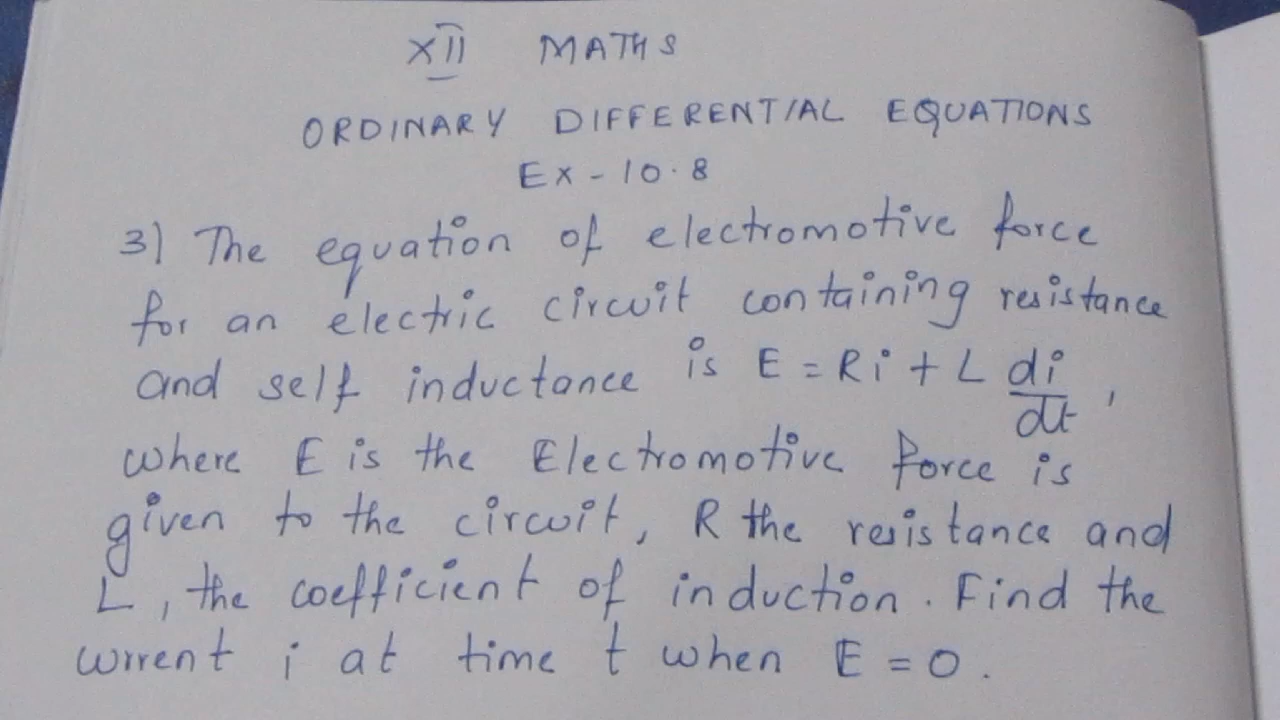 XII MATHS
ORDINARY DIFFERENTIAL EQUATIONS
Ex - 10.8
3) The equation of electromotive force
for an electric circuit containing resistance
and self inductance is E = Ri + L di/dt ,
where E is the Electromotive force is
given to the circuit, R the resistance and
L, the coefficient of induction. Find the
current i at time t when E = 0.